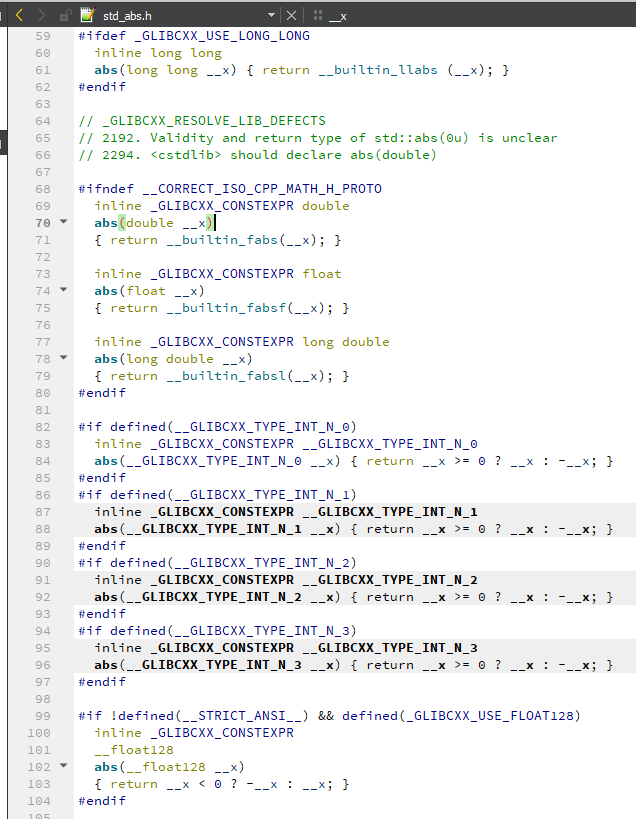 std_abs.h __x
59 #ifdef _GLIBCXX_USE_LONG_LONG
60 inline long long
61 abs(long long __x) { return __builtin_llabs (__x); }
62 #endif
63
64 // _GLIBCXX_RESOLVE_LIB_DEFECTS
65 // 2192. Validity and return type of std::abs(0u) is unclear
66 // 2294. <cstdlib> should declare abs(double)
67
68 #ifndef __CORRECT_ISO_CPP_MATH_H_PROTO
69 inline _GLIBCXX_CONSTEXPR double
70 abs(double __x)
71 { return __builtin_fabs(__x); }
72
73 inline _GLIBCXX_CONSTEXPR float
74 abs(float __x)
75 { return __builtin_fabsf(__x); }
76
77 inline _GLIBCXX_CONSTEXPR long double
78 abs(long double __x)
79 { return __builtin_fabsl(__x); }
80 #endif
81
82 #if defined(__GLIBCXX_TYPE_INT_N_0)
83 inline _GLIBCXX_CONSTEXPR __GLIBCXX_TYPE_INT_N_0
84 abs(__GLIBCXX_TYPE_INT_N_0 __x) { return __x >= 0 ? __x : -__x; }
85 #endif
86 #if defined(__GLIBCXX_TYPE_INT_N_1)
87 inline _GLIBCXX_CONSTEXPR __GLIBCXX_TYPE_INT_N_1
88 abs(__GLIBCXX_TYPE_INT_N_1 __x) { return __x >= 0 ? __x : -__x; }
89 #endif
90 #if defined(__GLIBCXX_TYPE_INT_N_2)
91 inline _GLIBCXX_CONSTEXPR __GLIBCXX_TYPE_INT_N_2
92 abs(__GLIBCXX_TYPE_INT_N_2 __x) { return __x >= 0 ? __x : -__x; }
93 #endif
94 #if defined(__GLIBCXX_TYPE_INT_N_3)
95 inline _GLIBCXX_CONSTEXPR __GLIBCXX_TYPE_INT_N_3
96 abs(__GLIBCXX_TYPE_INT_N_3 __x) { return __x >= 0 ? __x : -__x; }
97 #endif
98
99 #if !defined(__STRICT_ANSI__) && defined(_GLIBCXX_USE_FLOAT128)
100 inline _GLIBCXX_CONSTEXPR
101 __float128
102 abs(__float128 __x)
103 { return __x < 0 ? -__x : __x; }
104 #endif
105